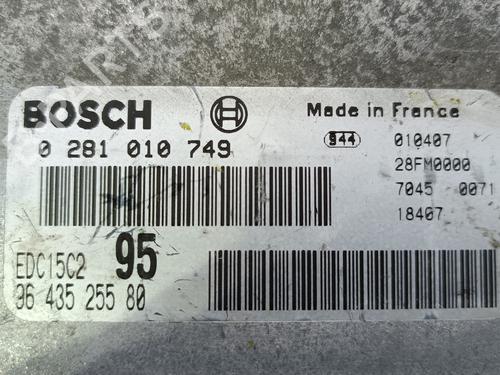 BOSCH
Made in France
0 281 010 749
944 010407
28FM0000
7045 0071
18407
EDC15C2 95
96 435 255 80